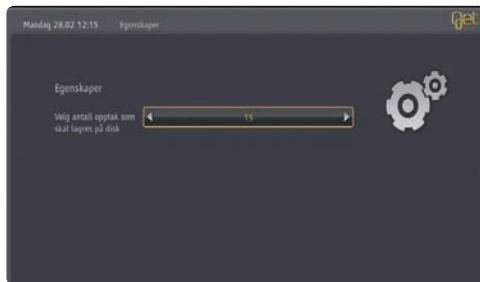 Mandag 28.02 12:15 Egenskaper
Get
Egenskaper
Velg antall opptak som
skal lagres på disk
15